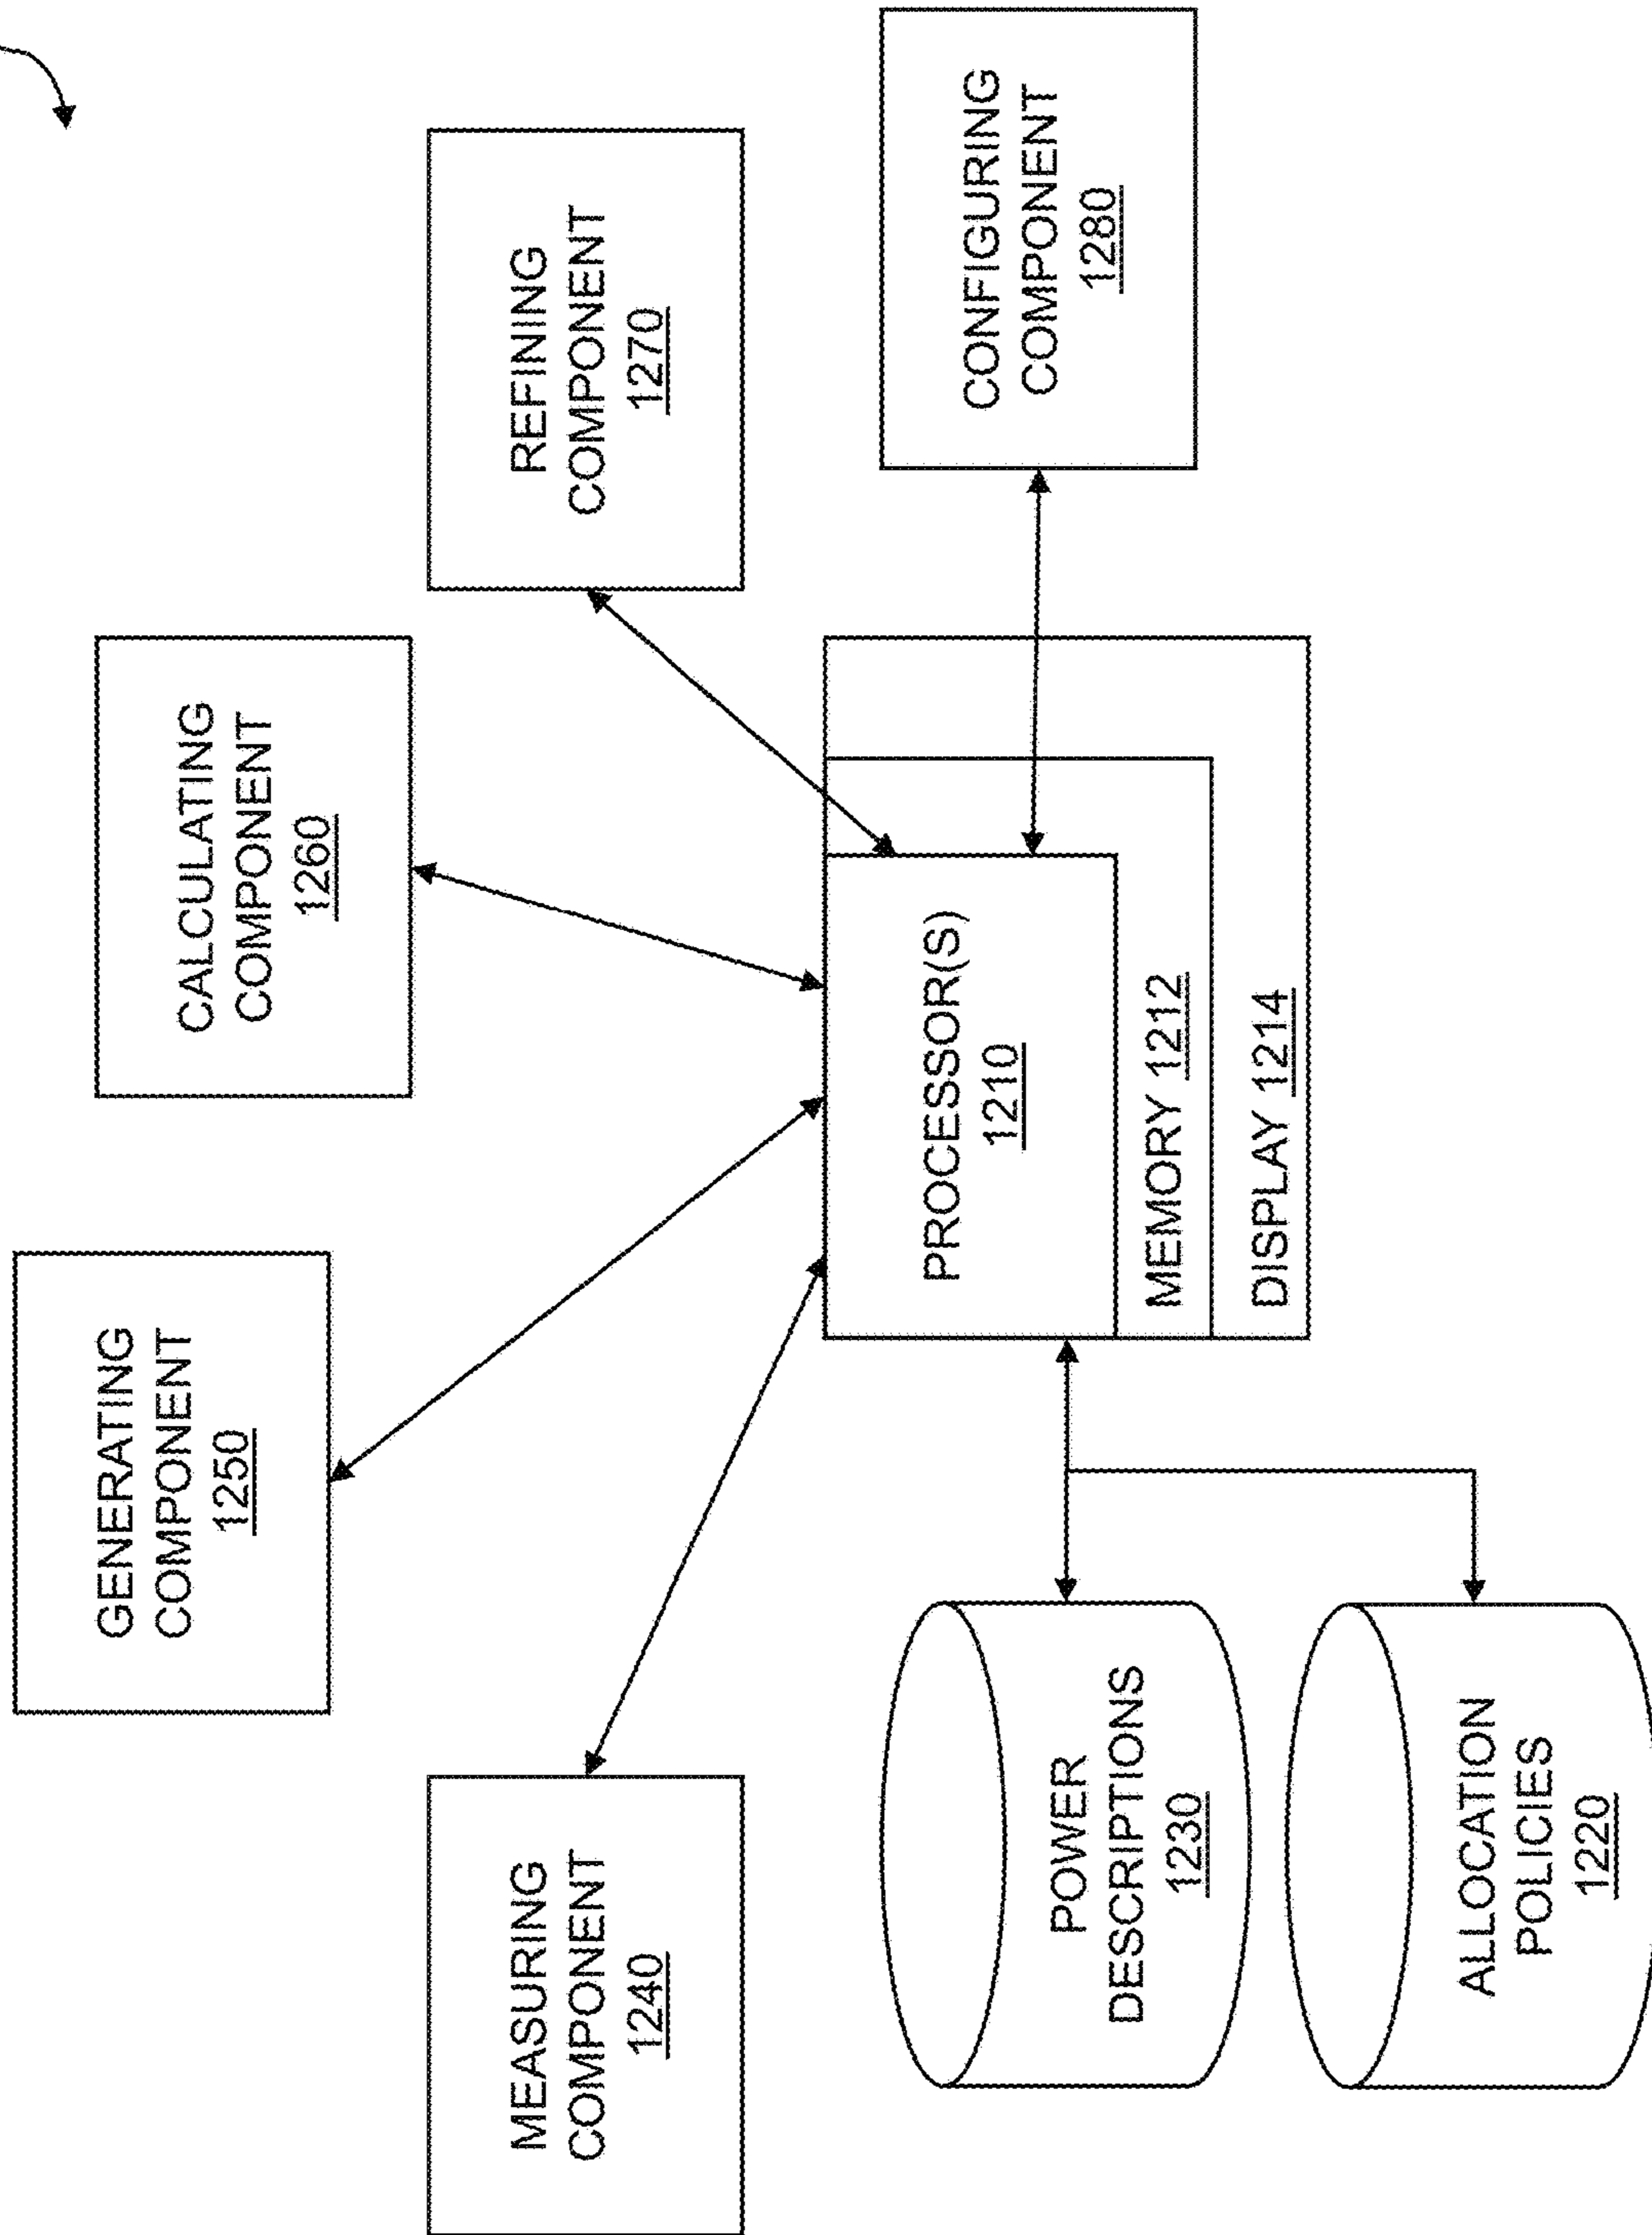 GENERATING
COMPONENT
1250
CALCULATING
COMPONENT
1260
MEASURING
COMPONENT
1240
REFINING
COMPONENT
1270
POWER
DESCRIPTIONS
1230
PROCESSOR(S)
1210
MEMORY 1212
DISPLAY 1214
CONFIGURING
COMPONENT
1280
ALLOCATION
POLICIES
1220